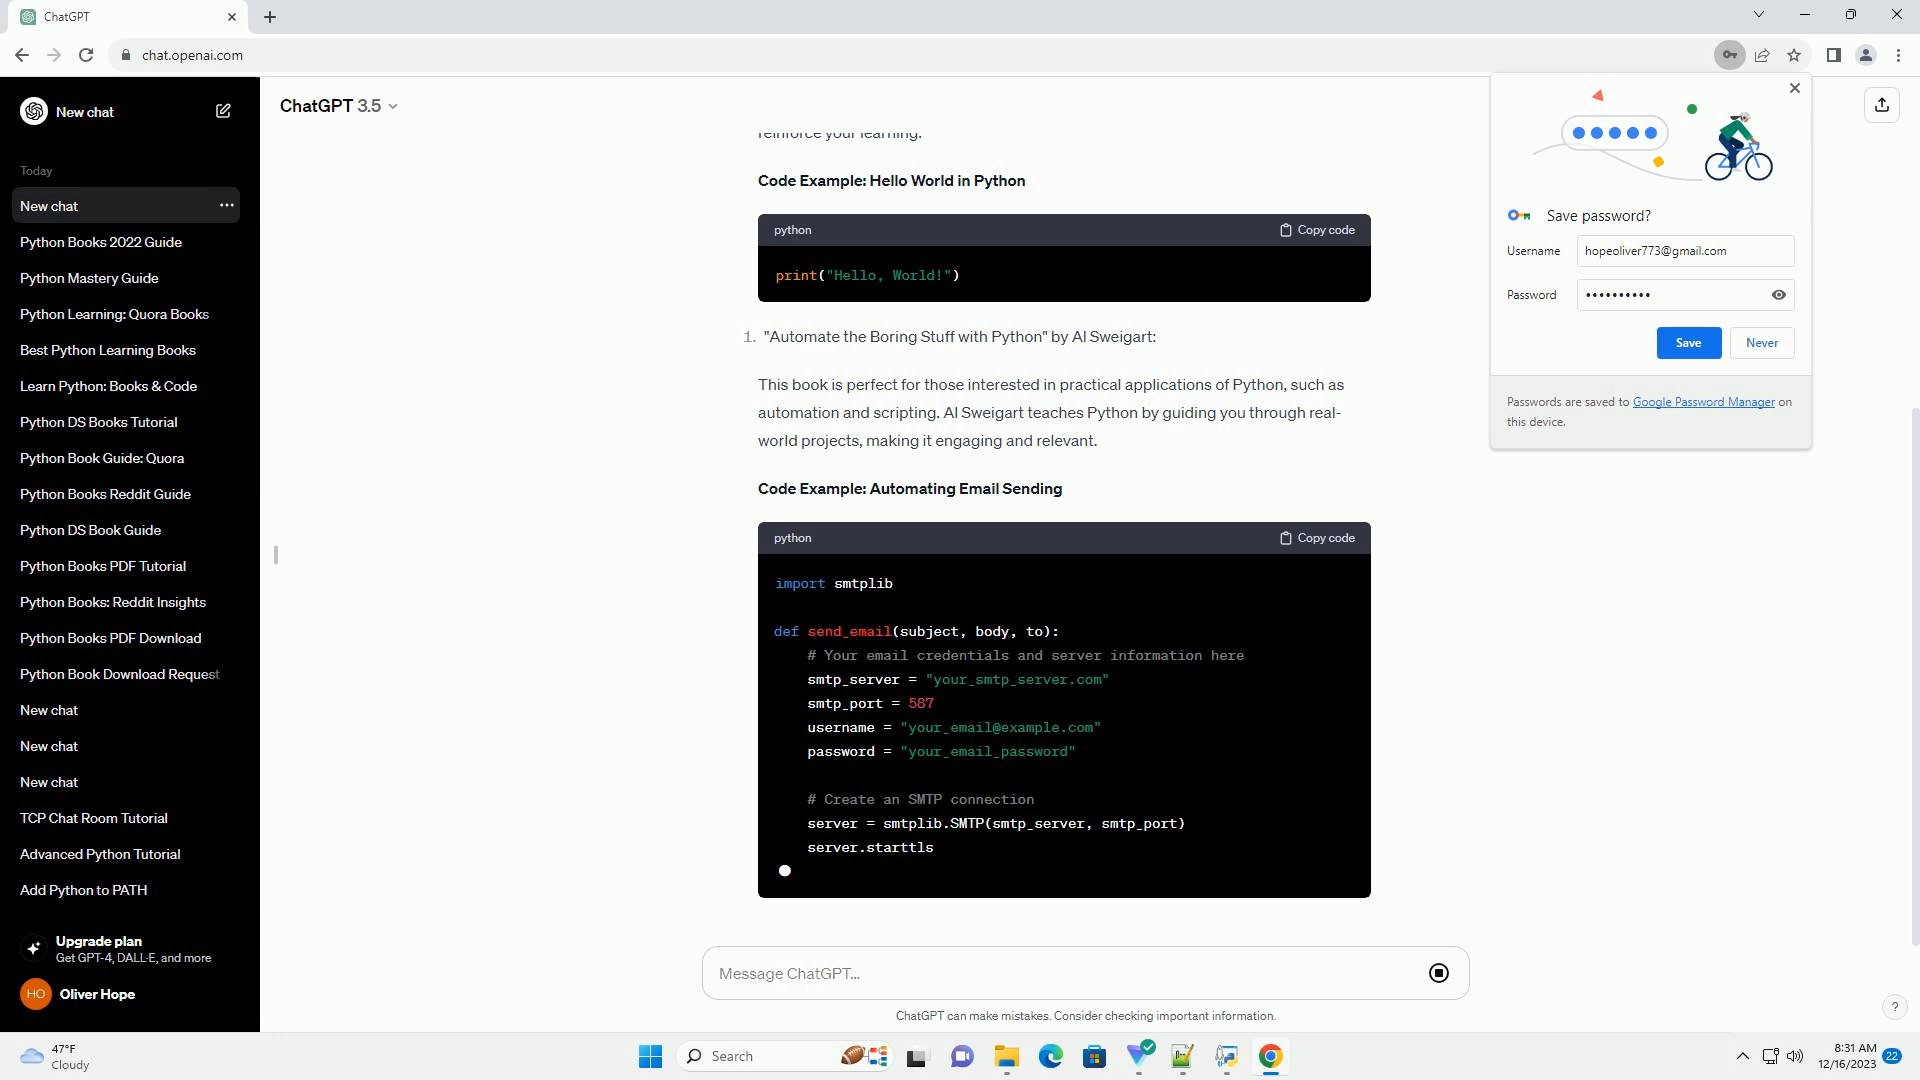 ChatGPT
chat.openai.com
New chat
Today
New chat
Python Books 2022 Guide
Python Mastery Guide
Python Learning: Quora Books
Best Python Learning Books
Learn Python: Books & Code
Python DS Books Tutorial
Python Book Guide: Quora
Python Books Reddit Guide
Python DS Book Guide
Python Books PDF Tutorial
Python Books: Reddit Insights
Python Books PDF Download
Python Book Download Request
New chat
New chat
New chat
TCP Chat Room Tutorial
Advanced Python Tutorial
Add Python to PATH
Upgrade plan
Get GPT-4, DALL·E, and more
HO Oliver Hope
ChatGPT 3.5
reinforce your learning.
Code Example: Hello World in Python
python Copy code
print("Hello, World!")
1. "Automate the Boring Stuff with Python" by Al Sweigart:
This book is perfect for those interested in practical applications of Python, such as
automation and scripting. Al Sweigart teaches Python by guiding you through real-
world projects, making it engaging and relevant.
Code Example: Automating Email Sending
python Copy code
import smtplib
def send_email(subject, body, to):
# Your email credentials and server information here
smtp_server = "your_smtp_server.com"
smtp_port = 587
username = "your_email@example.com"
password = "your_email_password"
# Create an SMTP connection
server = smtplib.SMTP(smtp_server, smtp_port)
server.starttls
Message ChatGPT...
ChatGPT can make mistakes. Consider checking important information.
?
Save password?
Username hopeoliver773@gmail.com
Password ••••••••••
Save Never
Passwords are saved to Google Password Manager on
this device.
47°F
Cloudy
Search
8:31 AM
12/16/2023
22